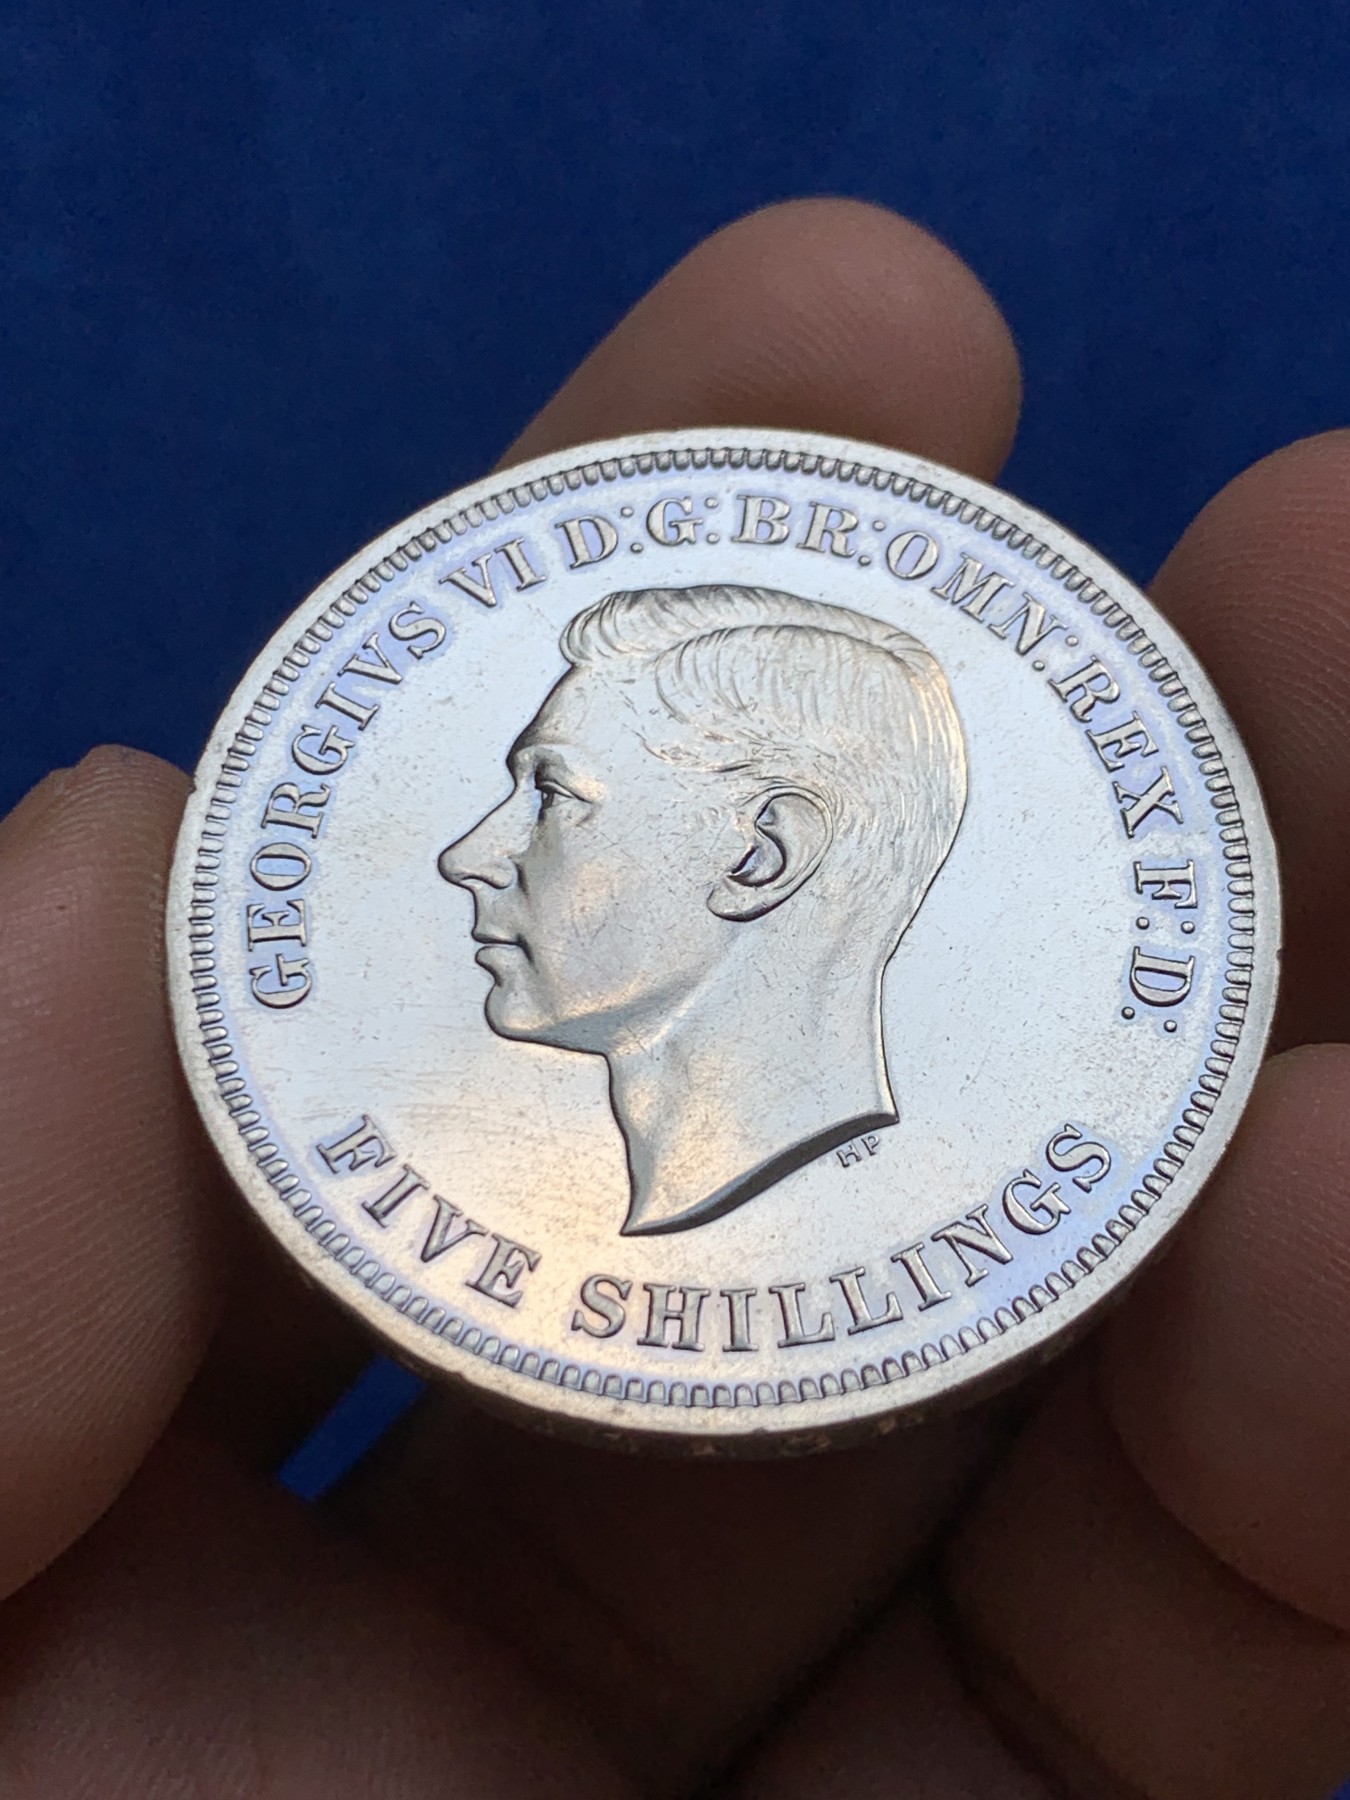 GEORGIVS VI D:G:BR:OMN:REX F:D:
HP
FIVE SHILLINGS